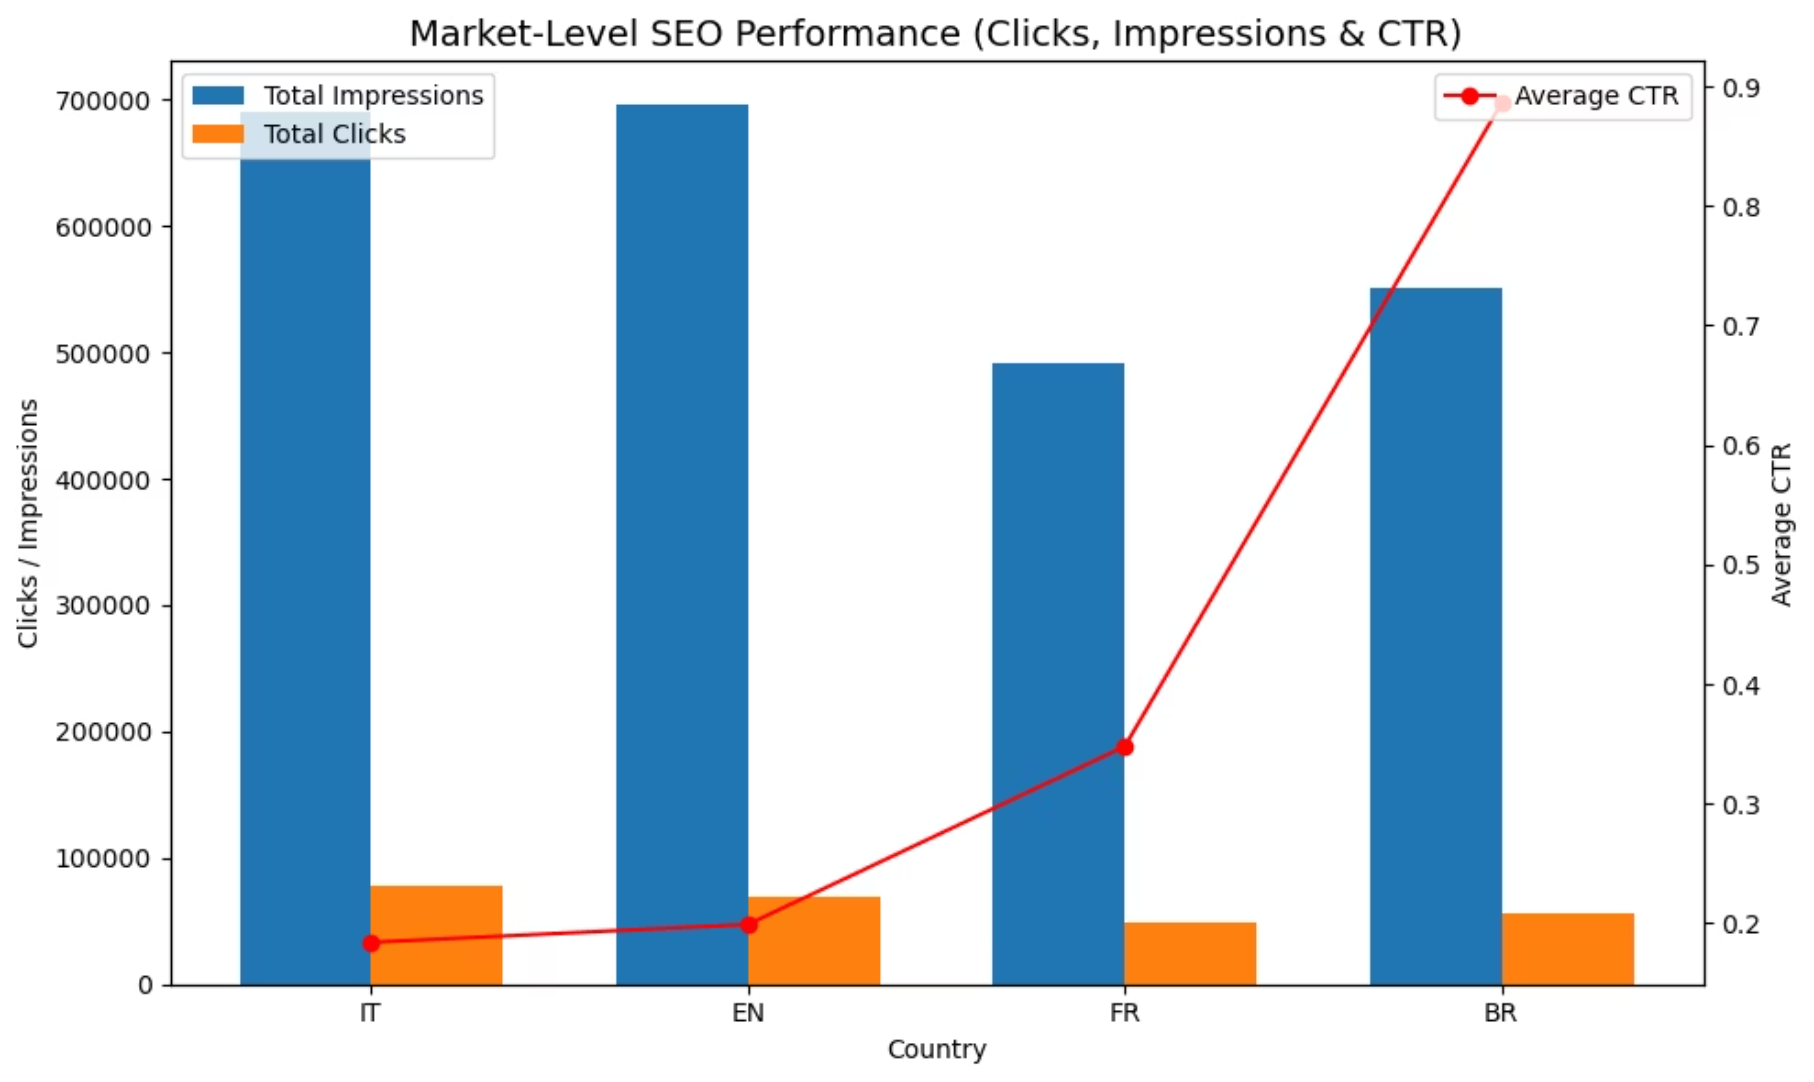 Market-Level SEO Performance (Clicks, Impressions & CTR)
Total Impressions
Total Clicks
Average CTR
700000
600000
500000
400000
300000
200000
100000
0
Clicks / Impressions
0.9
0.8
0.7
0.6
0.5
0.4
0.3
0.2
Average CTR
IT
EN
FR
BR
Country